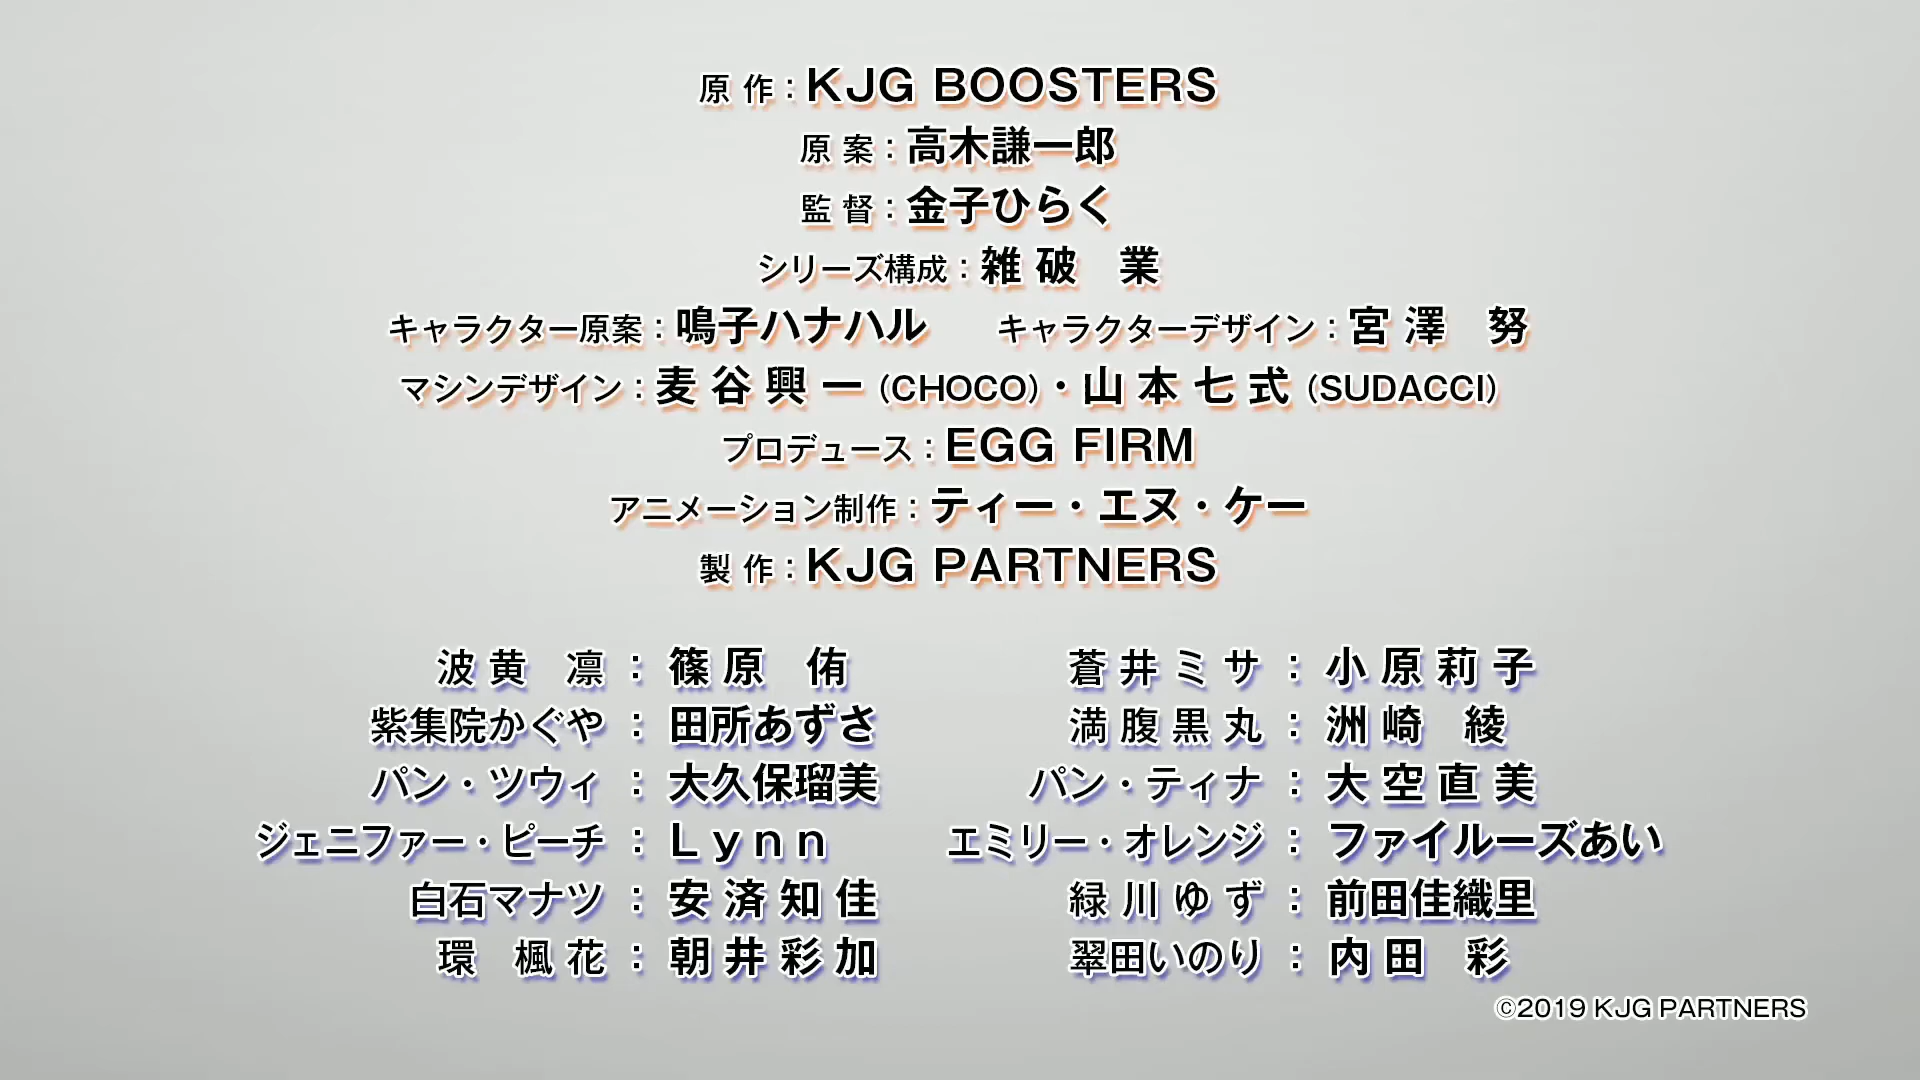 原作：KJG BOOSTERS
原案：高木謙一郎
監督：金子ひらく
シリーズ構成：雑破　業
キャラクター原案：鳴子ハナハル　キャラクターデザイン：宮澤　努
マシンデザイン：麦谷興一（CHOCO）・山本七式（SUDACCI）
プロデュース：EGG FIRM
アニメーション制作：ティー・エヌ・ケー
製作：KJG PARTNERS
波黄　凛：篠原　侑　蒼井ミサ：小原莉子
紫集院かぐや：田所あずさ　満腹黒丸：洲崎　綾
パン・ツウィ：大久保瑠美　パン・ティナ：大空直美
ジェニファー・ピーチ：Lynn　エミリー・オレンジ：ファイルーズあい
白石マナツ：安済知佳　緑川ゆず：前田佳織里
環　楓花：朝井彩加　翠田いのり：内田　彩
©2019 KJG PARTNERS